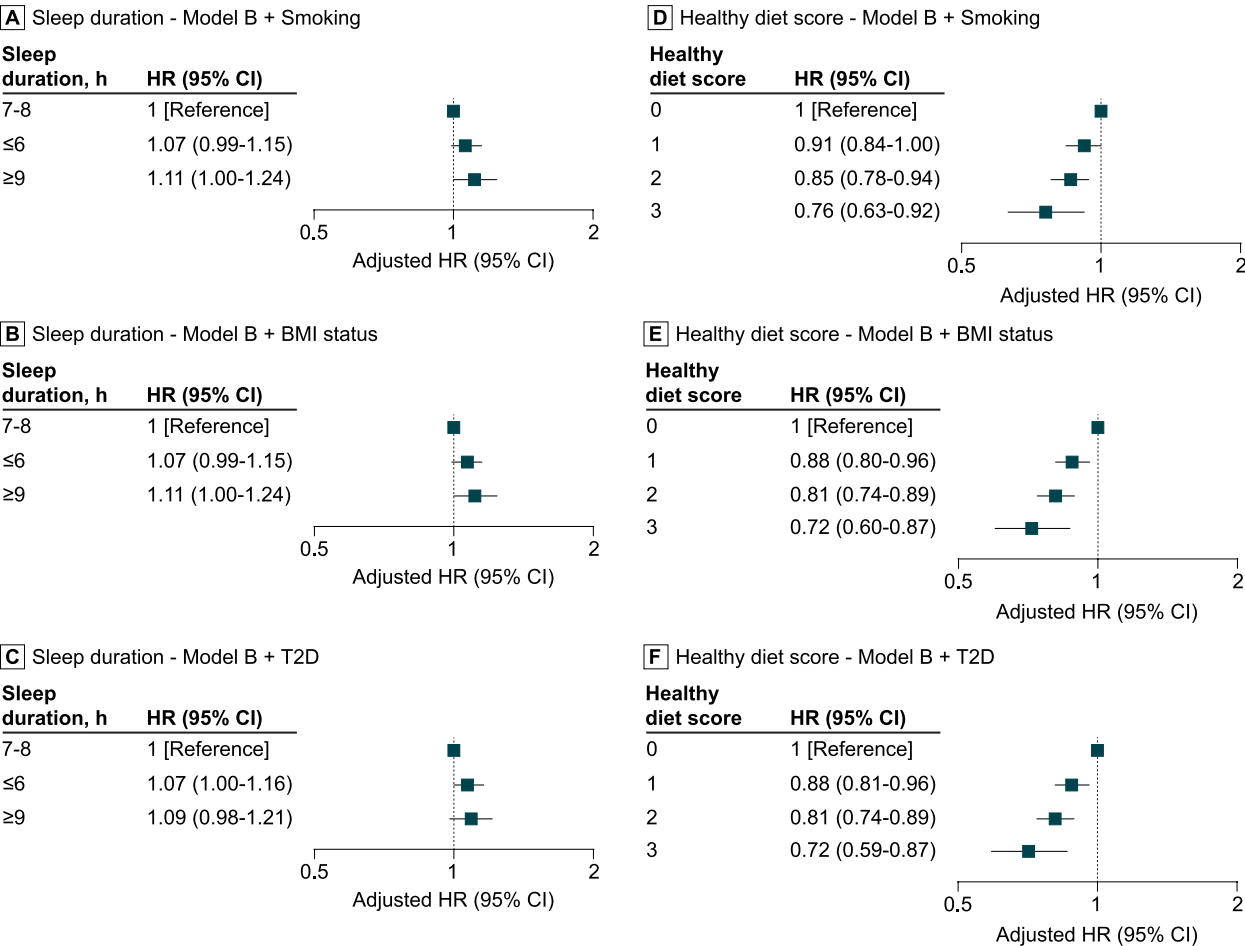 A Sleep duration - Model B + Smoking
Sleep
duration, h HR (95% CI)
7-8 1 [Reference]
≤6 1.07 (0.99-1.15)
≥9 1.11 (1.00-1.24)
0.5 1 2
Adjusted HR (95% CI)
B Sleep duration - Model B + BMI status
Sleep
duration, h HR (95% CI)
7-8 1 [Reference]
≤6 1.07 (0.99-1.15)
≥9 1.11 (1.00-1.24)
0.5 1 2
Adjusted HR (95% CI)
C Sleep duration - Model B + T2D
Sleep
duration, h HR (95% CI)
7-8 1 [Reference]
≤6 1.07 (1.00-1.16)
≥9 1.09 (0.98-1.21)
0.5 1 2
Adjusted HR (95% CI)
D Healthy diet score - Model B + Smoking
Healthy
diet score HR (95% CI)
0 1 [Reference]
1 0.91 (0.84-1.00)
2 0.85 (0.78-0.94)
3 0.76 (0.63-0.92)
0.5 1 2
Adjusted HR (95% CI)
E Healthy diet score - Model B + BMI status
Healthy
diet score HR (95% CI)
0 1 [Reference]
1 0.88 (0.80-0.96)
2 0.81 (0.74-0.89)
3 0.72 (0.60-0.87)
0.5 1 2
Adjusted HR (95% CI)
F Healthy diet score - Model B + T2D
Healthy
diet score HR (95% CI)
0 1 [Reference]
1 0.88 (0.81-0.96)
2 0.81 (0.74-0.89)
3 0.72 (0.59-0.87)
0.5 1 2
Adjusted HR (95% CI)